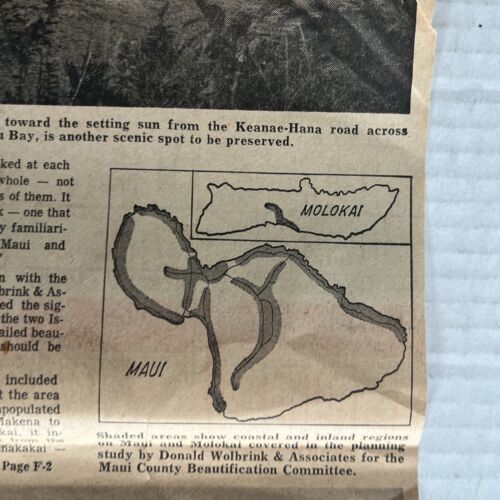 toward the setting sun from the Keanae-Hana road across
Bay, is another scenic spot to be preserved.
ked at each
whole — not
s of them. It
— one that
y familiari-
Maui and
n with the
brink & As-
ed the sig-
the two Is-
ailed beau-
should be
included
t the area
npopulated
Makena to
kai, it in-
from the
nakakai —
Page F-2
MOLOKAI
MAUI
Shaded areas show coastal and inland regions
on Maui and Molokai covered in the planning
study by Donald Wolbrink & Associates for the
Maui County Beautification Committee.